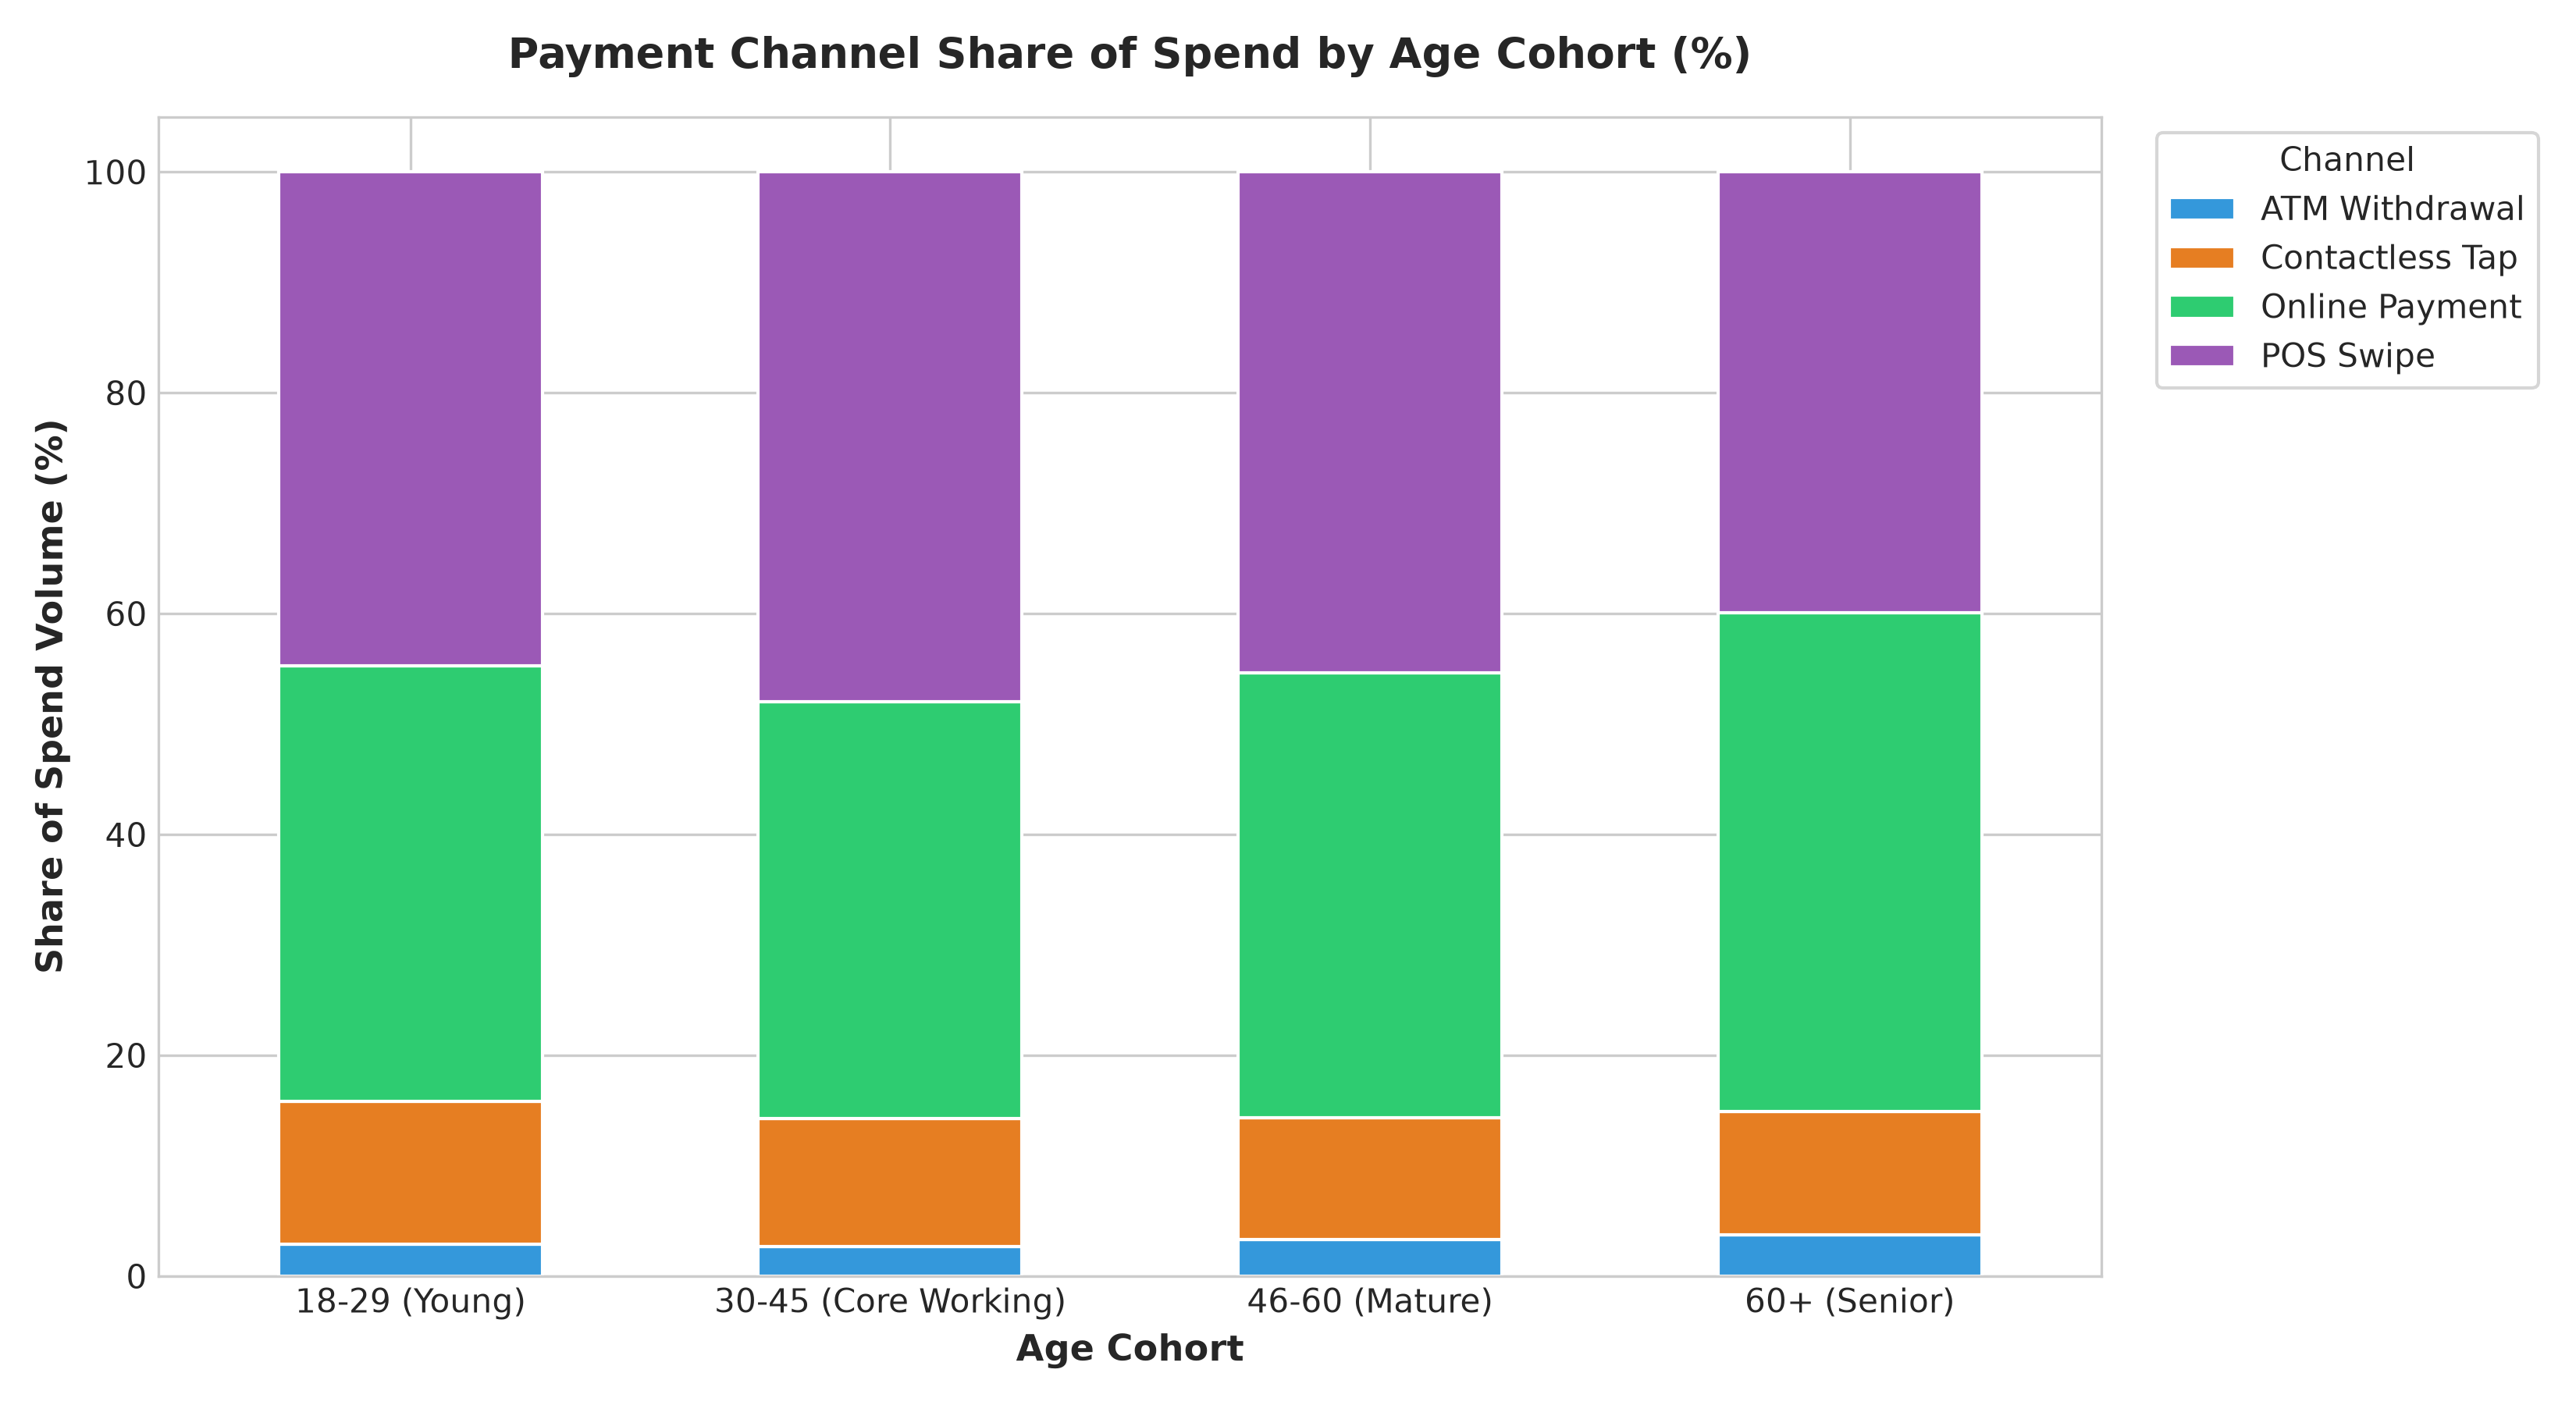 Payment Channel Share of Spend by Age Cohort (%)
Share of Spend Volume (%)
100
80
60
40
20
0
18-29 (Young)
30-45 (Core Working)
46-60 (Mature)
60+ (Senior)
Age Cohort
Channel
ATM Withdrawal
Contactless Tap
Online Payment
POS Swipe